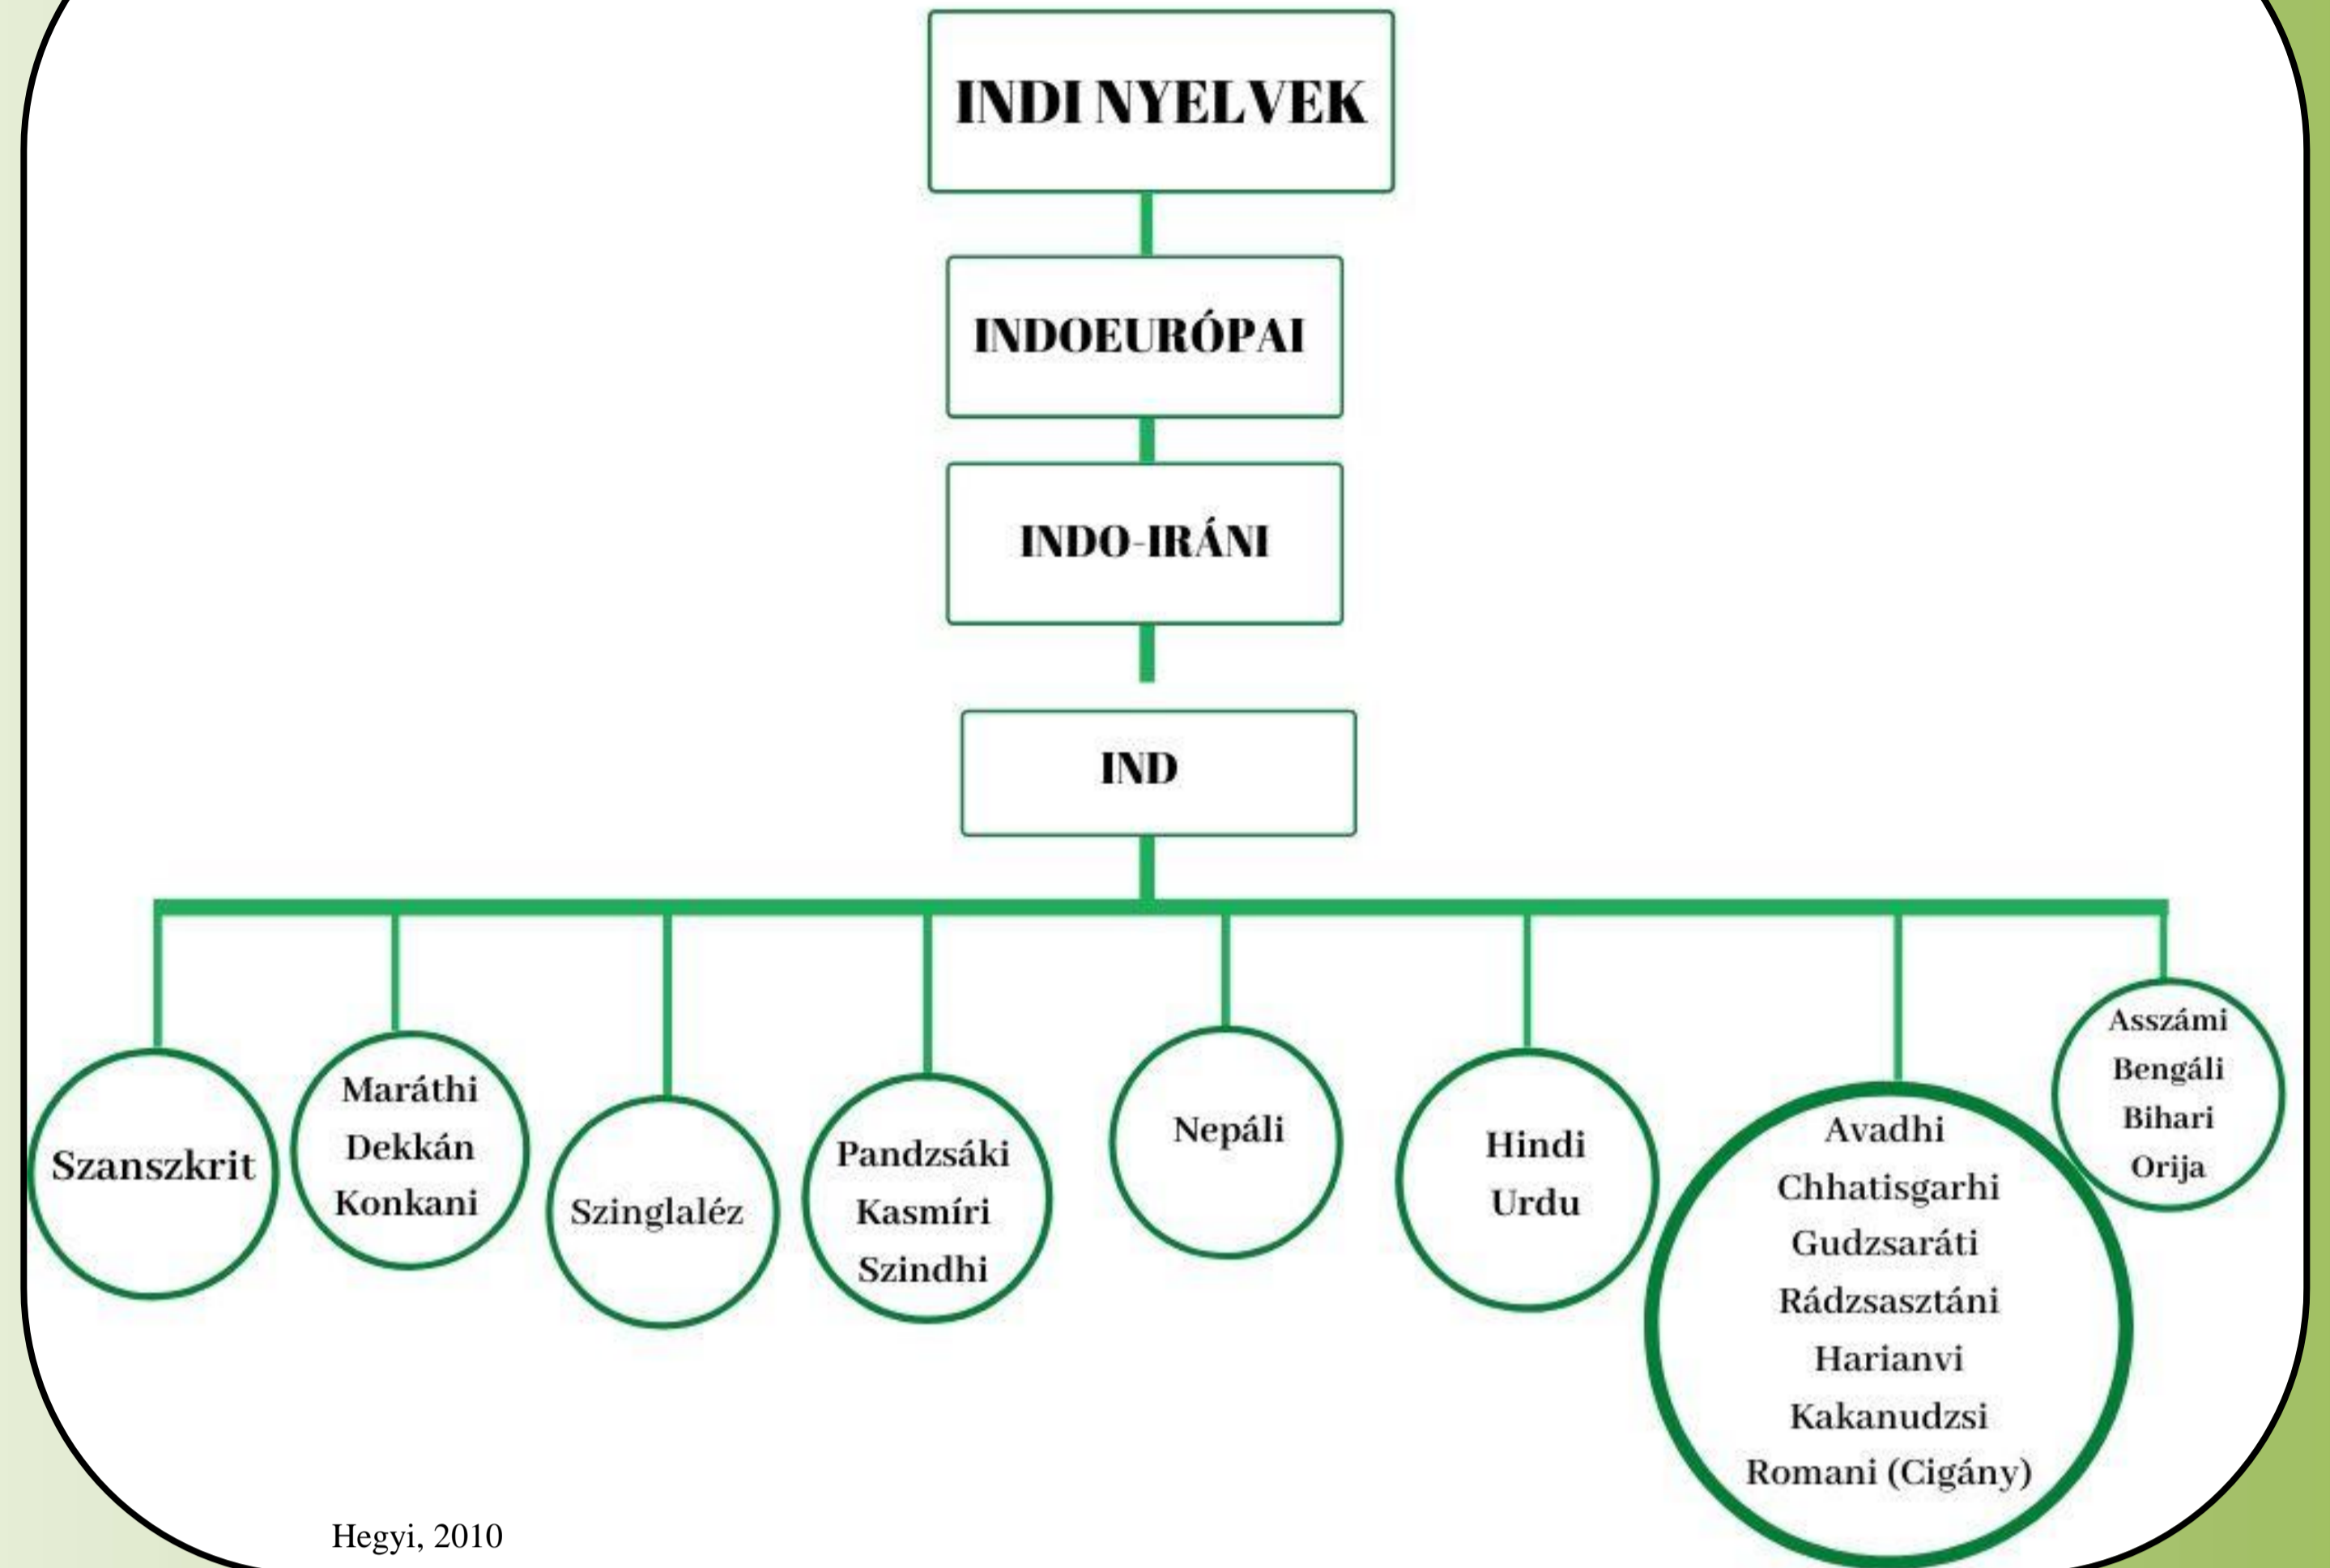 INDI NYELVEK
INDOEURÓPAI
INDO-IRÁNI
IND
Szanszkrit
Maráthi
Dekkán
Konkani
Szinglaléz
Pandzsáki
Kasmíri
Szindhi
Nepáli
Hindi
Urdu
Avadhi
Chhatisgarhi
Gudzsaráti
Rádzsasztáni
Harianvi
Kakanudzsi
Romani (Cigány)
Asszámi
Bengáli
Bihari
Orija
Hegyi, 2010